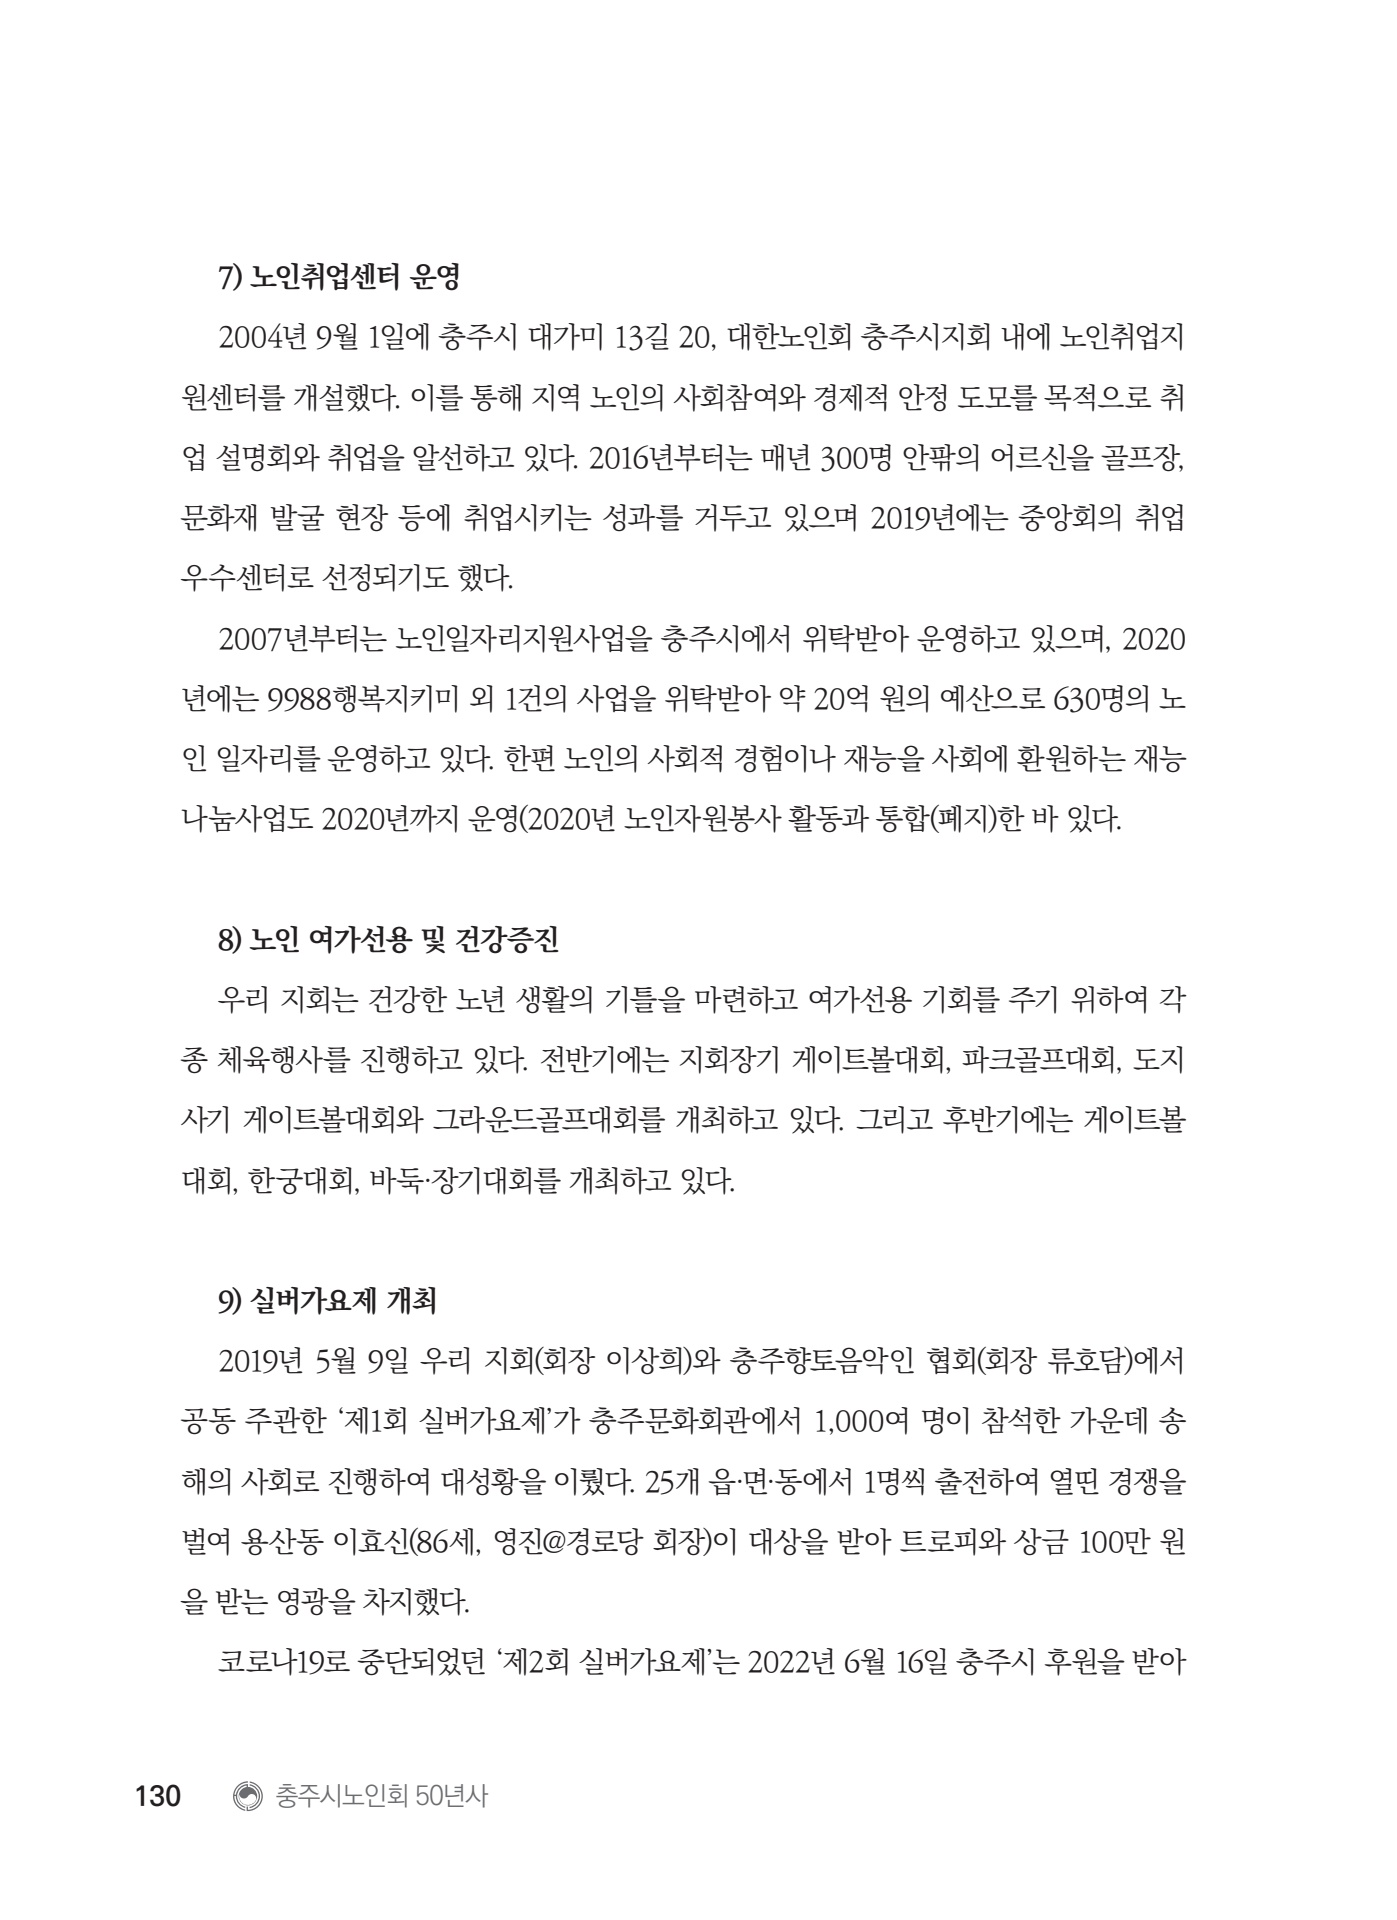 7) 노인취업센터 운영
2004년 9월 1일에 충주시 대가미 13길 20, 대한노인회 충주시지회 내에 노인취업지
원센터를 개설했다. 이를 통해 지역 노인의 사회참여와 경제적 안정 도모를 목적으로 취
업 설명회와 취업을 알선하고 있다. 2016년부터는 매년 300명 안팎의 어르신을 골프장,
문화재 발굴 현장 등에 취업시키는 성과를 거두고 있으며 2019년에는 중앙회의 취업
우수센터로 선정되기도 했다.
2007년부터는 노인일자리지원사업을 충주시에서 위탁받아 운영하고 있으며, 2020
년에는 9988행복지키미 외 1건의 사업을 위탁받아 약 20억 원의 예산으로 630명의 노
인 일자리를 운영하고 있다. 한편 노인의 사회적 경험이나 재능을 사회에 환원하는 재능
나눔사업도 2020년까지 운영(2020년 노인자원봉사 활동과 통합(폐지)한 바 있다.
8) 노인 여가선용 및 건강증진
우리 지회는 건강한 노년 생활의 기틀을 마련하고 여가선용 기회를 주기 위하여 각
종 체육행사를 진행하고 있다. 전반기에는 지회장기 게이트볼대회, 파크골프대회, 도지
사기 게이트볼대회와 그라운드골프대회를 개최하고 있다. 그리고 후반기에는 게이트볼
대회, 한궁대회, 바둑·장기대회를 개최하고 있다.
9) 실버가요제 개최
2019년 5월 9일 우리 지회(회장 이상희)와 충주향토음악인 협회(회장 류호담)에서
공동 주관한 ‘제1회 실버가요제’가 충주문화회관에서 1,000여 명이 참석한 가운데 송
해의 사회로 진행하여 대성황을 이뤘다. 25개 읍·면·동에서 1명씩 출전하여 열띤 경쟁을
벌여 용산동 이효신(86세, 영진@경로당 회장)이 대상을 받아 트로피와 상금 100만 원
을 받는 영광을 차지했다.
코로나19로 중단되었던 ‘제2회 실버가요제’는 2022년 6월 16일 충주시 후원을 받아
130 충주시노인회 50년사